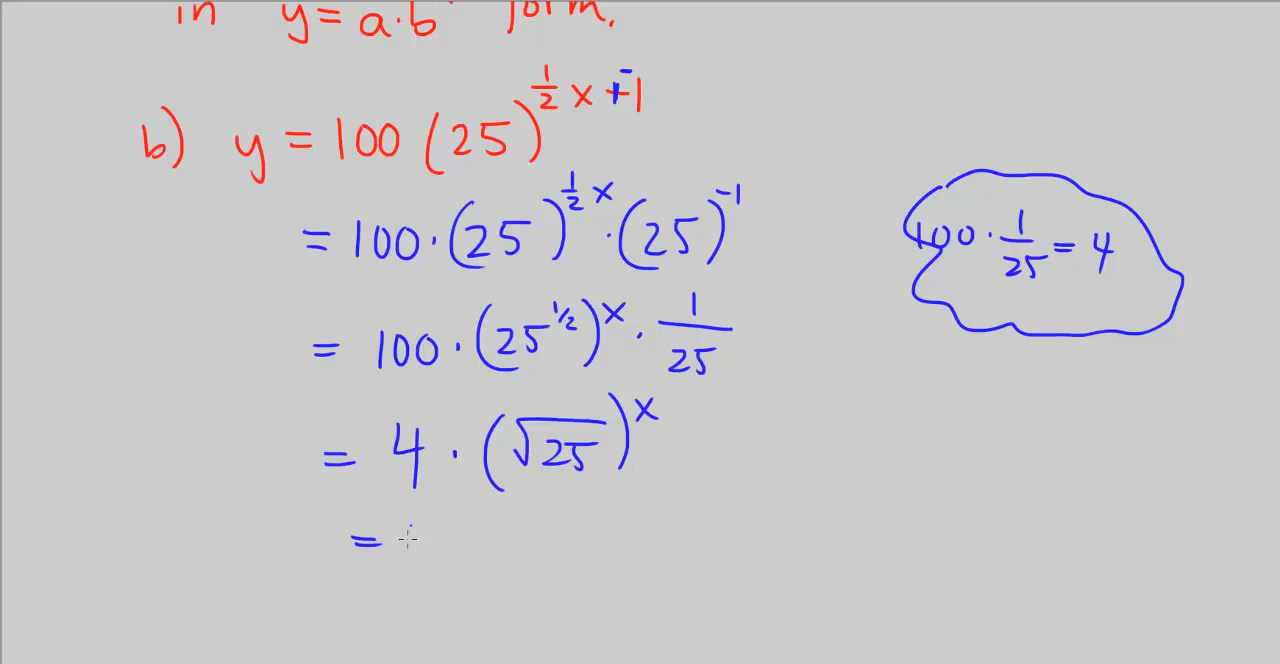 in y = a·b form.
b) y = 100 (25)^(1/2 x - 1)
= 100 · (25)^(1/2 x) · (25)^(-1)
= 100 · (25^(1/2))^x · 1/25
= 4 · (√25)^x
=
100 · 1/25 = 4